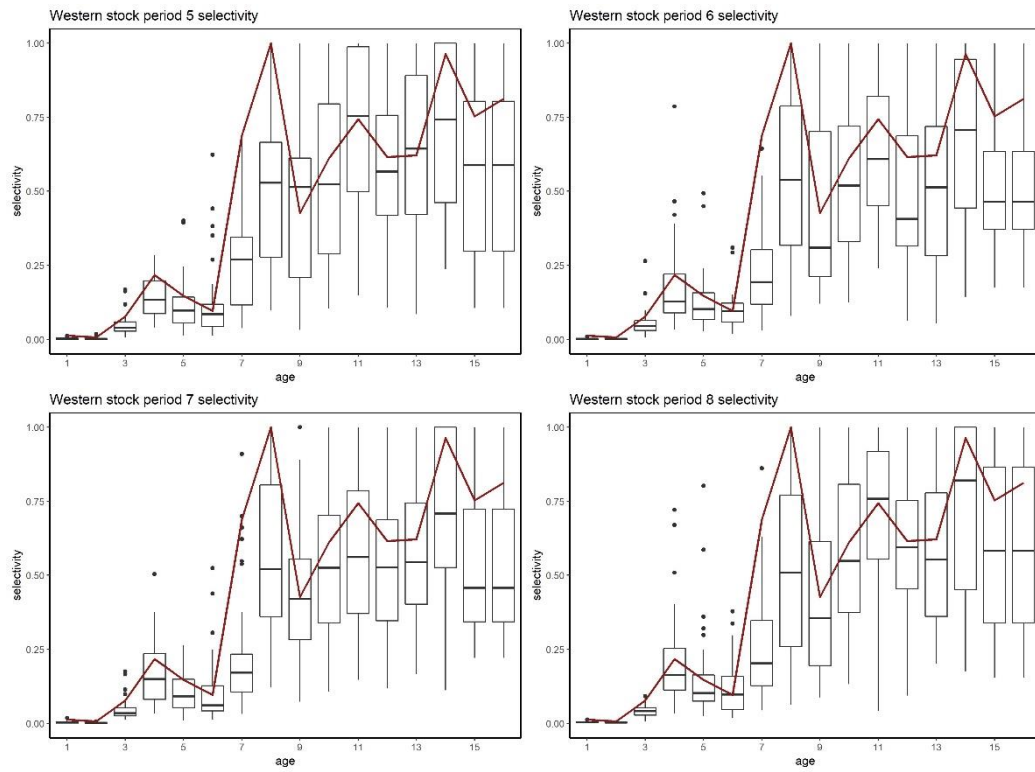 Western stock period 5 selectivity
1.00
0.75
0.50
0.25
0.00
selectivity
1 3 5 7 9 11 13 15
age
Western stock period 6 selectivity
1.00
0.75
0.50
0.25
0.00
selectivity
1 3 5 7 9 11 13 15
age
Western stock period 7 selectivity
1.00
0.75
0.50
0.25
0.00
selectivity
1 3 5 7 9 11 13 15
age
Western stock period 8 selectivity
1.00
0.75
0.50
0.25
0.00
selectivity
1 3 5 7 9 11 13 15
age